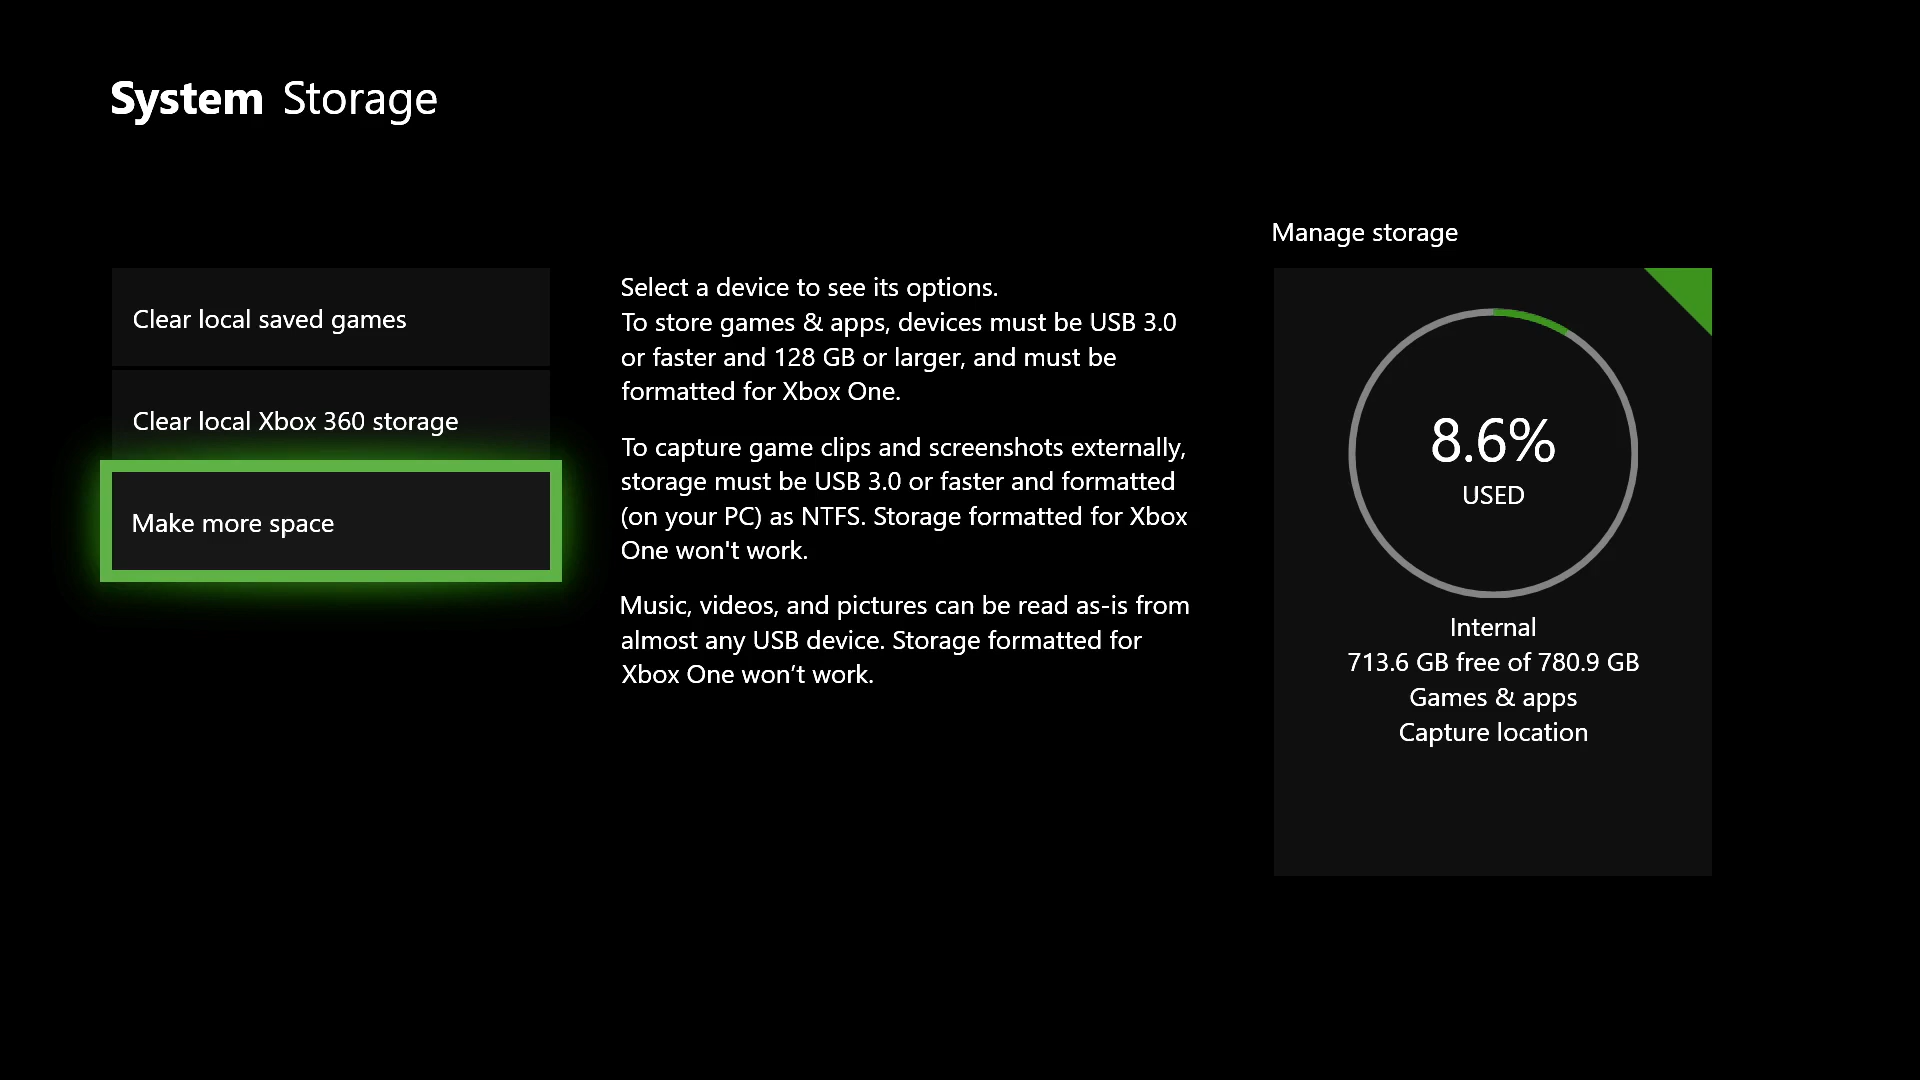 System Storage
Clear local saved games
Clear local Xbox 360 storage
Make more space
Select a device to see its options.
To store games & apps, devices must be USB 3.0
or faster and 128 GB or larger, and must be
formatted for Xbox One.
To capture game clips and screenshots externally,
storage must be USB 3.0 or faster and formatted
(on your PC) as NTFS. Storage formatted for Xbox
One won't work.
Music, videos, and pictures can be read as-is from
almost any USB device. Storage formatted for
Xbox One won’t work.
Manage storage
8.6%
USED
Internal
713.6 GB free of 780.9 GB
Games & apps
Capture location